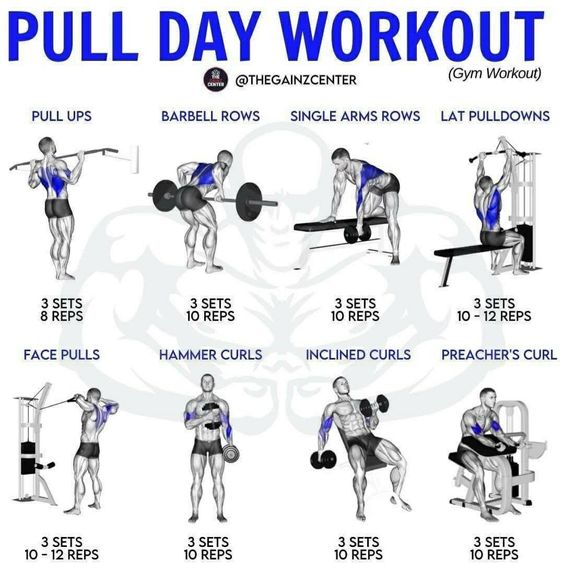 PULL DAY WORKOUT
(Gym Workout)
THE
CENTER
@THEGAINZCENTER
PULL UPS
BARBELL ROWS
SINGLE ARMS ROWS
LAT PULLDOWNS
3 SETS
8 REPS
3 SETS
10 REPS
3 SETS
10 REPS
3 SETS
10 - 12 REPS
FACE PULLS
HAMMER CURLS
INCLINED CURLS
PREACHER'S CURL
3 SETS
10 - 12 REPS
3 SETS
10 REPS
3 SETS
10 REPS
3 SETS
10 REPS